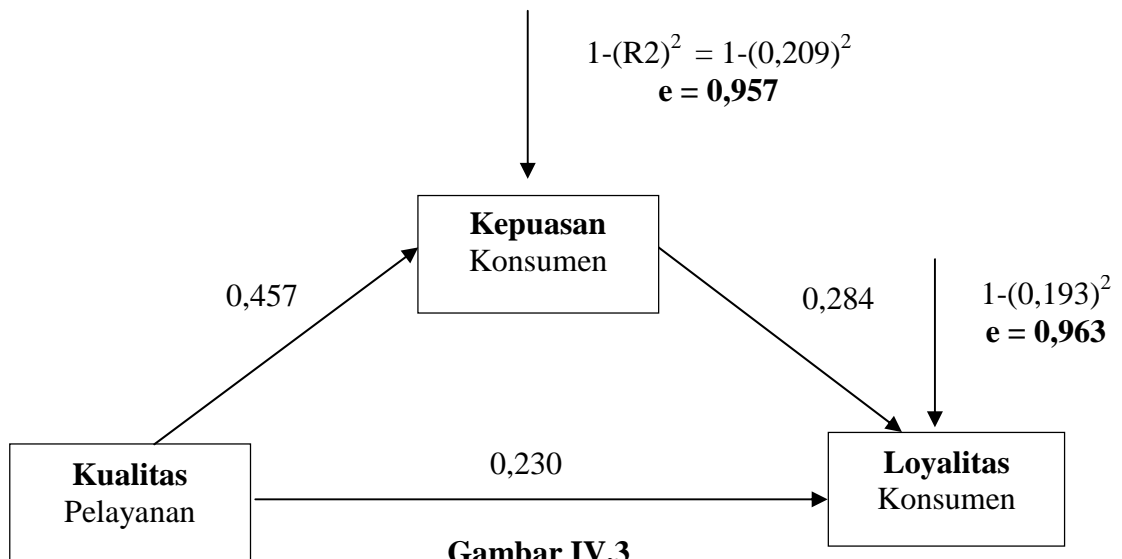 1-(R2)² = 1-(0,209)²
e = 0,957
Kepuasan
Konsumen
0,457
0,284
1-(0,193)²
e = 0,963
Kualitas
Pelayanan
0,230
Loyalitas
Konsumen
Gambar IV.3